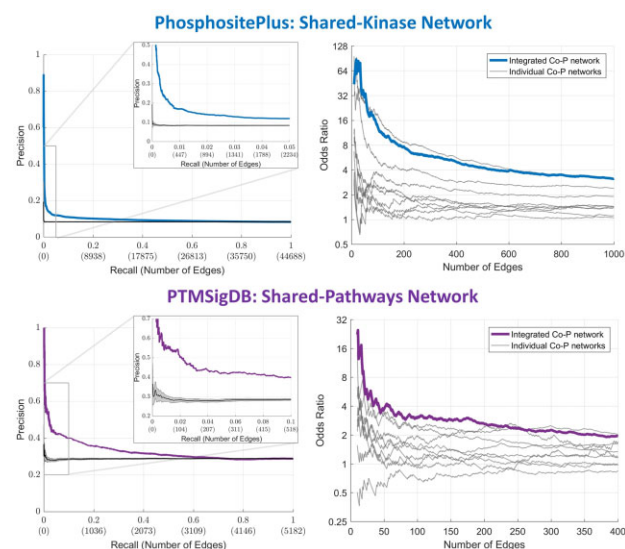 PhosphositePlus: Shared-Kinase Network
Precision
1
0.8
0.6
0.4
0.2
0
0 0.2 0.4 0.6 0.8 1
(0) (8938) (17875) (26813) (35750) (44688)
Recall (Number of Edges)
Precision
0.5
0.4
0.3
0.2
0.1
0
0 0.01 0.02 0.03 0.04 0.05
(0) (447) (894) (1341) (1788) (2234)
Recall (Number of Edges)
Odds Ratio
128
64
32
16
8
4
2
1
0.5
0 200 400 600 800 1000
Number of Edges
Integrated Co-P network
Individual Co-P networks
PTMSigDB: Shared-Pathways Network
Precision
1
0.8
0.6
0.4
0.2
0
0 0.2 0.4 0.6 0.8 1
(0) (1036) (2073) (3109) (4146) (5182)
Recall (Number of Edges)
Precision
0.7
0.6
0.5
0.4
0.3
0.2
0 0.02 0.04 0.06 0.08 0.1
(0) (104) (207) (311) (415) (518)
Recall (Number of Edges)
Odds Ratio
32
16
8
4
2
1
0.5
0.25
0 50 100 150 200 250 300 350 400
Number of Edges
Integrated Co-P network
Individual Co-P networks